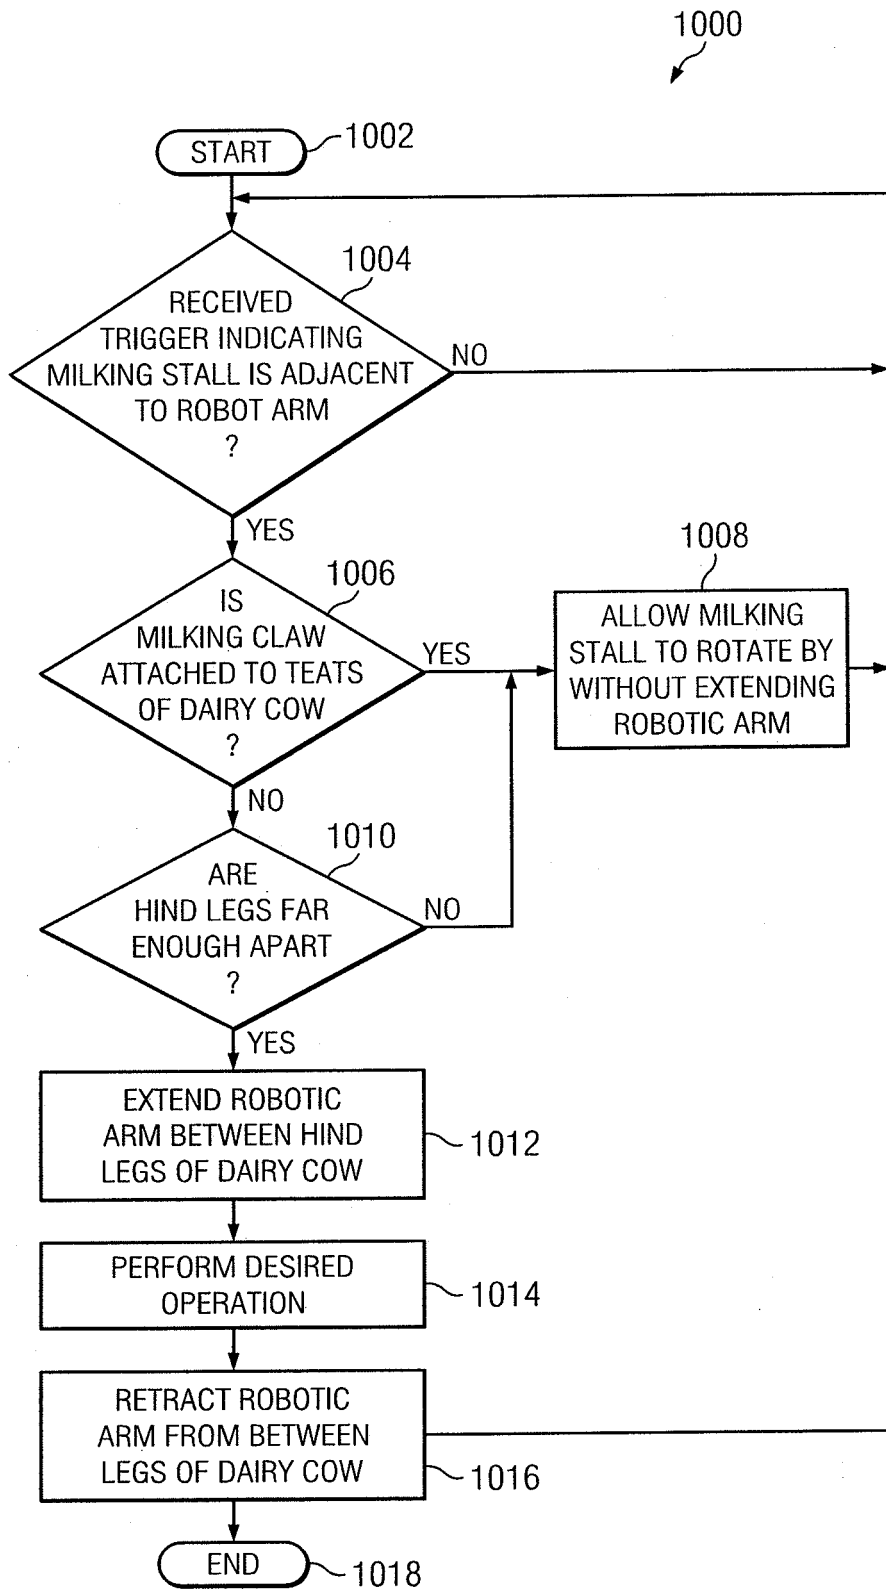 1000
START
1002
1004
RECEIVED
TRIGGER INDICATING
MILKING STALL IS ADJACENT
TO ROBOT ARM
?
NO
YES
1006
IS
MILKING CLAW
ATTACHED TO TEATS
OF DAIRY COW
?
YES
1008
ALLOW MILKING
STALL TO ROTATE BY
WITHOUT EXTENDING
ROBOTIC ARM
NO
1010
ARE
HIND LEGS FAR
ENOUGH APART
?
NO
YES
EXTEND ROBOTIC
ARM BETWEEN HIND
LEGS OF DAIRY COW
1012
PERFORM DESIRED
OPERATION
1014
RETRACT ROBOTIC
ARM FROM BETWEEN
LEGS OF DAIRY COW
1016
END
1018